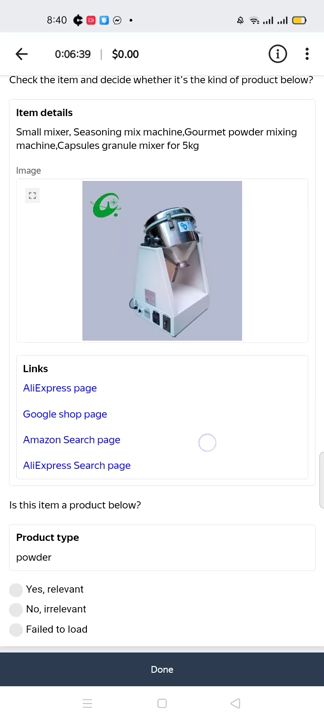 8:40
0:06:39 | $0.00
Check the item and decide whether it's the kind of product below?
Item details
Small mixer, Seasoning mix machine,Gourmet powder mixing
machine,Capsules granule mixer for 5kg
Image
Links
AliExpress page
Google shop page
Amazon Search page
AliExpress Search page
Is this item a product below?
Product type
powder
Yes, relevant
No, irrelevant
Failed to load
Done